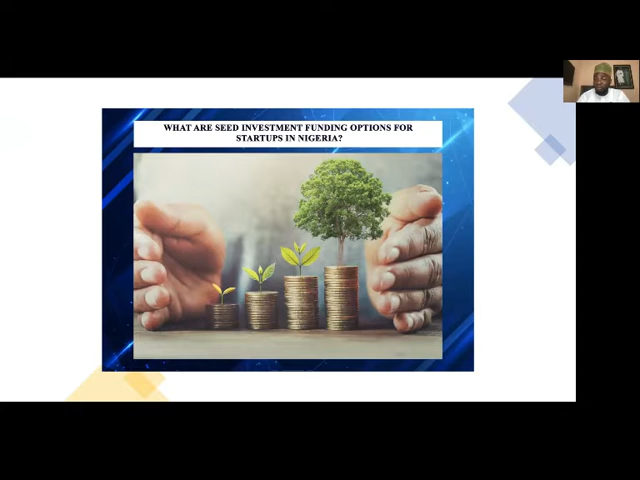 WHAT ARE SEED INVESTMENT FUNDING OPTIONS FOR
STARTUPS IN NIGERIA?